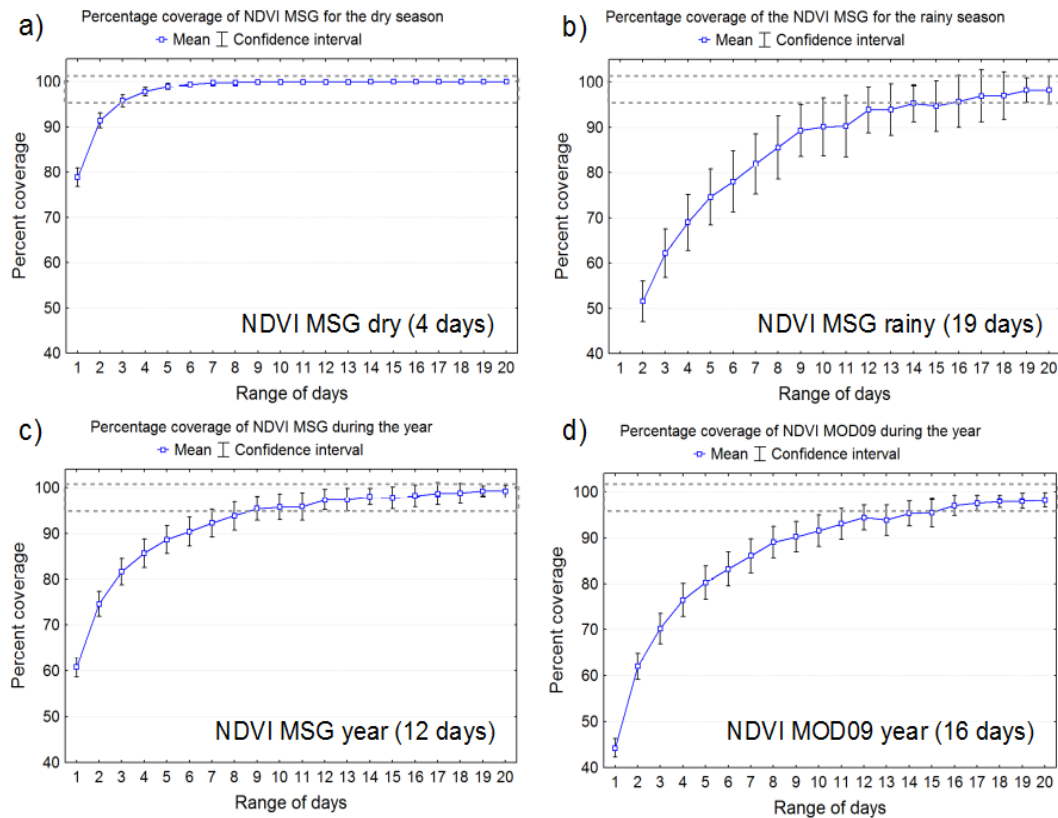 a)
Percentage coverage of NDVI MSG for the dry season
Mean Confidence interval
Percent coverage
100
90
80
70
60
50
40
NDVI MSG dry (4 days)
1 2 3 4 5 6 7 8 9 10 11 12 13 14 15 16 17 18 19 20
Range of days
b)
Percentage coverage of the NDVI MSG for the rainy season
Mean Confidence interval
Percent coverage
100
90
80
70
60
50
40
NDVI MSG rainy (19 days)
1 2 3 4 5 6 7 8 9 10 11 12 13 14 15 16 17 18 19 20
Range of days
c)
Percentage coverage of NDVI MSG during the year
Mean Confidence interval
Percent coverage
100
90
80
70
60
50
40
NDVI MSG year (12 days)
1 2 3 4 5 6 7 8 9 10 11 12 13 14 15 16 17 18 19 20
Range of days
d)
Percentage coverage of NDVI MOD09 during the year
Mean Confidence interval
Percent coverage
100
90
80
70
60
50
40
NDVI MOD09 year (16 days)
1 2 3 4 5 6 7 8 9 10 11 12 13 14 15 16 17 18 19 20
Range of days